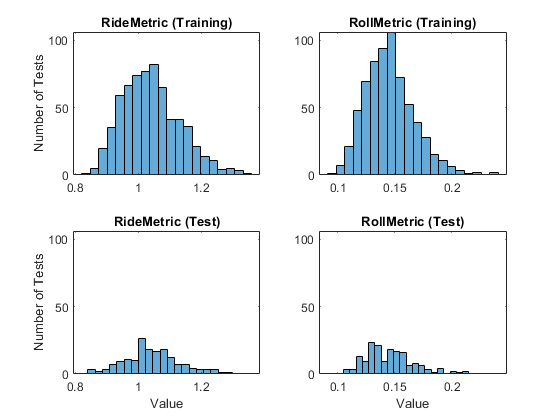 RideMetric (Training)
RollMetric (Training)
Number of Tests
100
50
0
0.8 1 1.2
100
50
0
0.1 0.15 0.2
RideMetric (Test)
RollMetric (Test)
Number of Tests
100
50
0
0.8 1 1.2
Value
100
50
0
0.1 0.15 0.2
Value